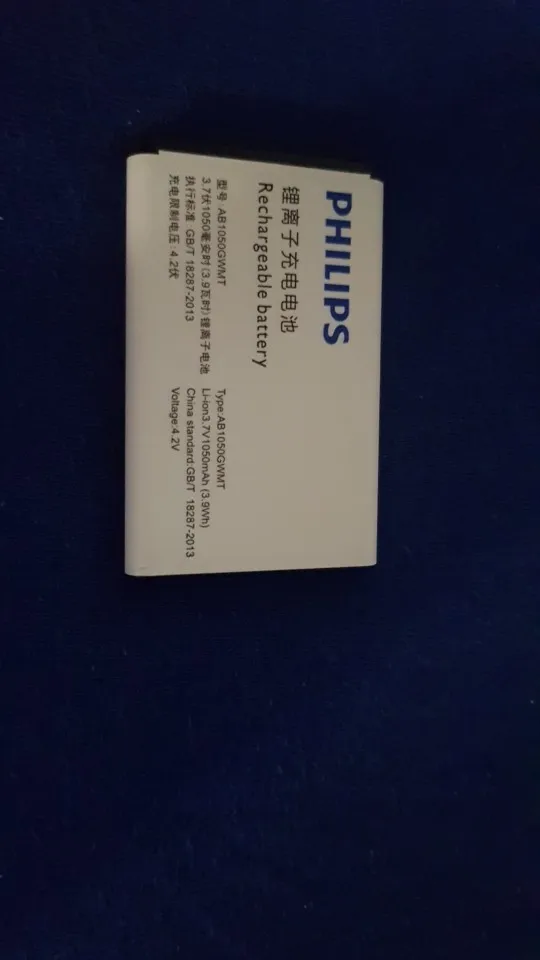 PHILIPS
锂离子充电电池
Rechargeable battery
型号: AB1050GWMT
3.7伏1050毫安时(3.9瓦时)锂离子电池
执行标准 GB/T 18287-2013
充电限制电压: 4.2伏
Type:AB1050GWMT
Li-ion3.7V1050mAh (3.9Wh)
China standard:GB/T 18287-2013
Voltage:4.2V